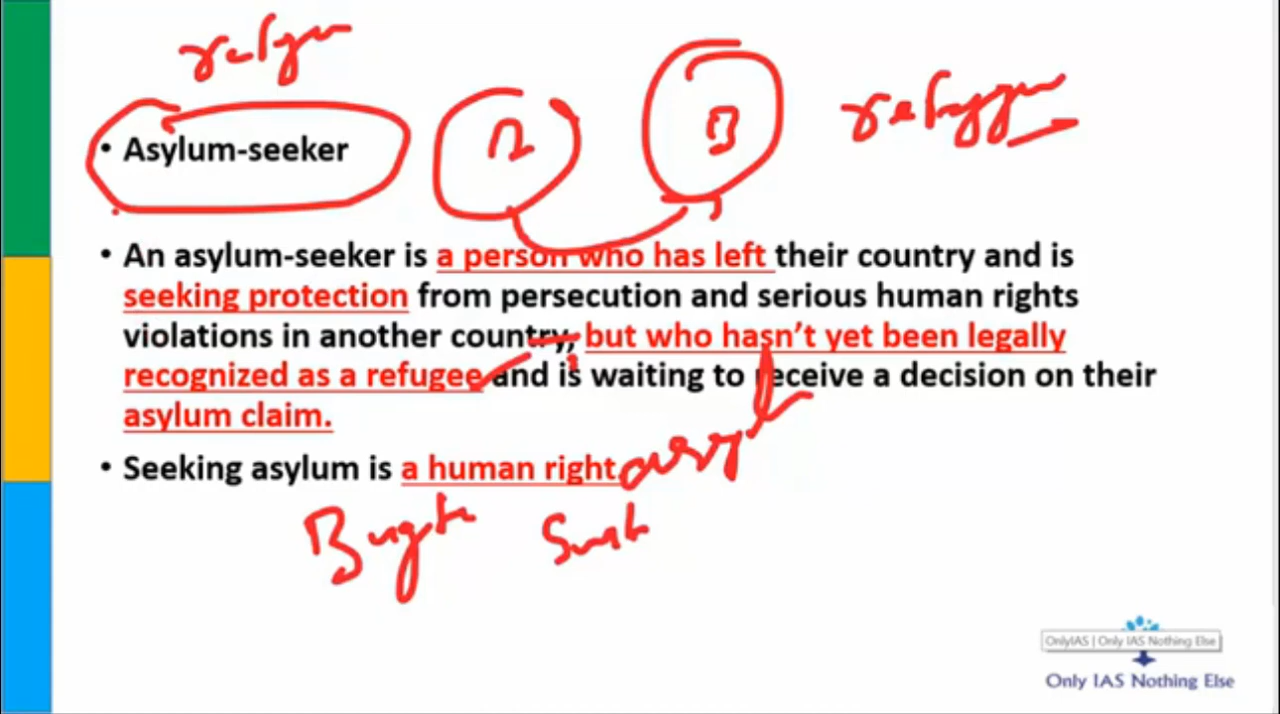 • Asylum-seeker
• An asylum-seeker is a person who has left their country and is
seeking protection from persecution and serious human rights
violations in another country, but who hasn't yet been legally
recognized as a refugee and is waiting to receive a decision on their
asylum claim.
• Seeking asylum is a human right.
OnlyIAS | Only IAS Nothing Else
Only IAS Nothing Else